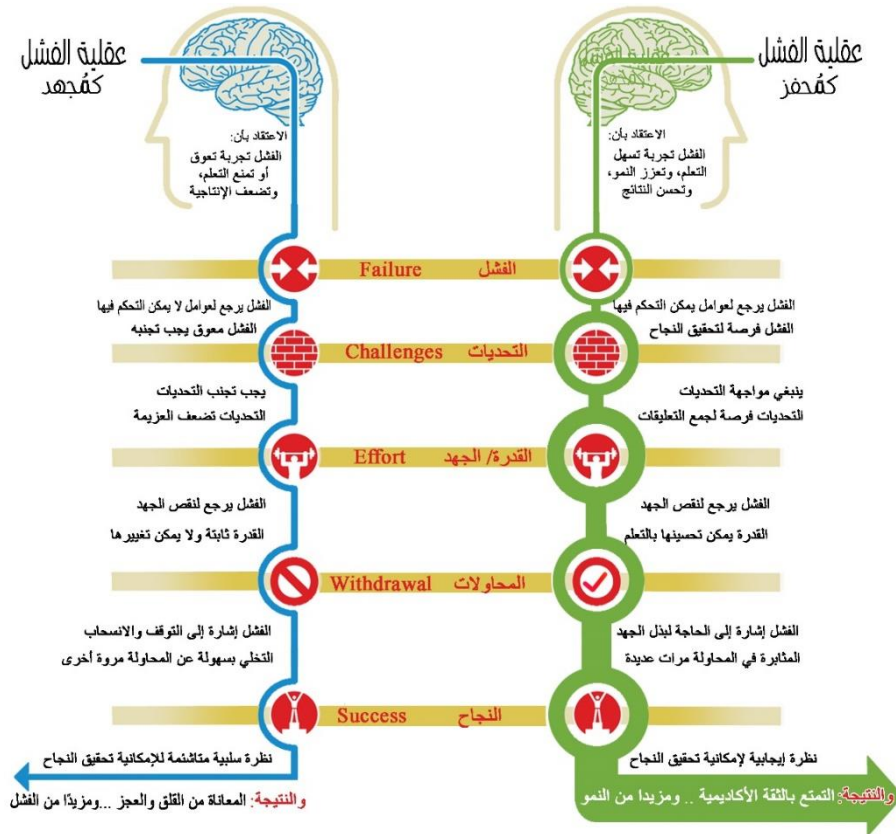 عقلية الفشل
كمُحفز
الاعتقاد بأن:
الفشل تجربة تسهل
التعلم، وتعزز النمو،
وتحسن النتائج
عقلية الفشل
كمُجهد
الاعتقاد بأن:
الفشل تجربة تعوق
أو تمنع التعلم،
وتضعف الإنتاجية
الفشل Failure
الفشل يرجع لعوامل يمكن التحكم فيها
الفشل فرصة لتحقيق النجاح
الفشل يرجع لعوامل لا يمكن التحكم فيها
الفشل معوق يجب تجنبه
التحديات Challenges
ينبغي مواجهة التحديات
التحديات فرصة لجمع التعليقات
يجب تجنب التحديات
التحديات تضعف العزيمة
القدرة/ الجهد Effort
الفشل يرجع لنقص الجهد
القدرة يمكن تحسينها بالتعلم
الفشل يرجع لنقص الجهد
القدرة ثابتة ولا يمكن تغييرها
المحاولات Withdrawal
الفشل إشارة إلى الحاجة لبذل الجهد
المثابرة في المحاولة مرات عديدة
الفشل إشارة إلى التوقف والانسحاب
التخلي بسهولة عن المحاولة مروة أخرى
النجاح Success
نظرة إيجابية لإمكانية تحقيق النجاح
والنتيجة: التمتع بالثقة الأكاديمية .. ومزيدا من النمو
نظرة سلبية متاشئمة للإمكانية تحقيق النجاح
والنتيجة: المعاناة من القلق والعجز ...ومزيدًا من الفشل